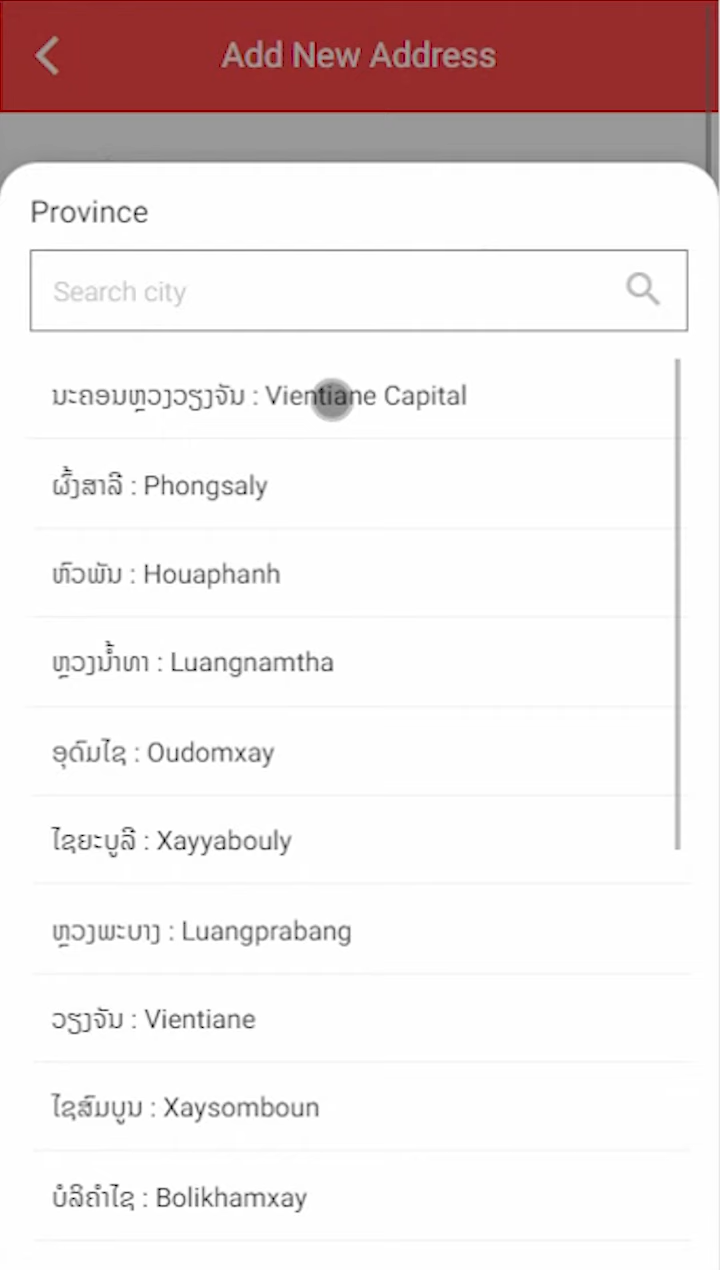 Add New Address
Province
Search city
ນະຄອນຫຼວງວຽງຈັນ : Vientiane Capital
ຜົ້ງສາລີ : Phongsaly
ຫົວພັນ : Houaphanh
ຫຼວງນ້ຳທາ : Luangnamtha
ອຸດົມໄຊ : Oudomxay
ໄຊຍະບູລີ : Xayyabouly
ຫຼວງພະບາງ : Luangprabang
ວຽງຈັນ : Vientiane
ໄຊສົມບູນ : Xaysomboun
ບໍລິຄຳໄຊ : Bolikhamxay